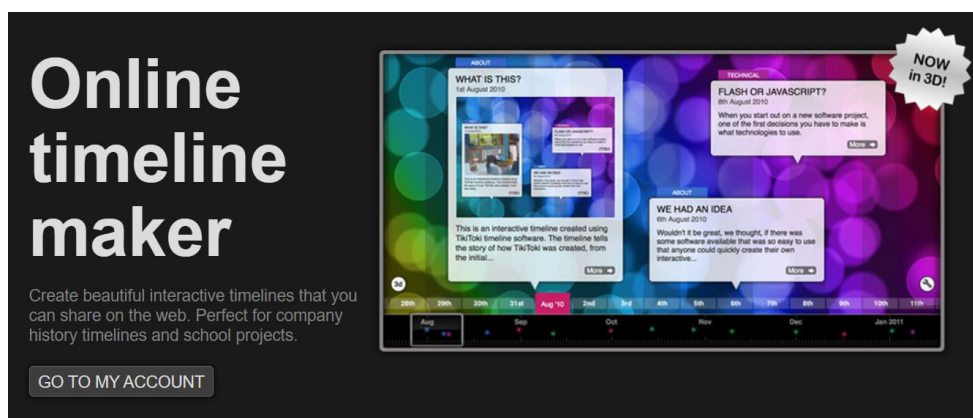 Online
timeline
maker
Create beautiful interactive timelines that you
can share on the web. Perfect for company
history timelines and school projects.
GO TO MY ACCOUNT
NOW
in 3D!
ABOUT
WHAT IS THIS?
1st August 2010
This is an interactive timeline created using
TikiToki timeline software. The timeline tells
the story of how TikiToki was created, from
the initial...
More
TECHNICAL
FLASH OR JAVASCRIPT?
8th August 2010
When you start out on a new software project,
one of the first decisions you have to make is
what technologies to use.
More
ABOUT
WE HAD AN IDEA
6th August 2010
Wouldn't it be great, we thought, if there was
some software available that was so easy to use
that anyone could quickly create their own
interactive...
More
3d
28th 29th 30th 31st Aug '10 2nd 3rd 4th 5th 6th 7th 8th 9th 10th 11th
Aug Sep Oct Nov Dec Jan 2011